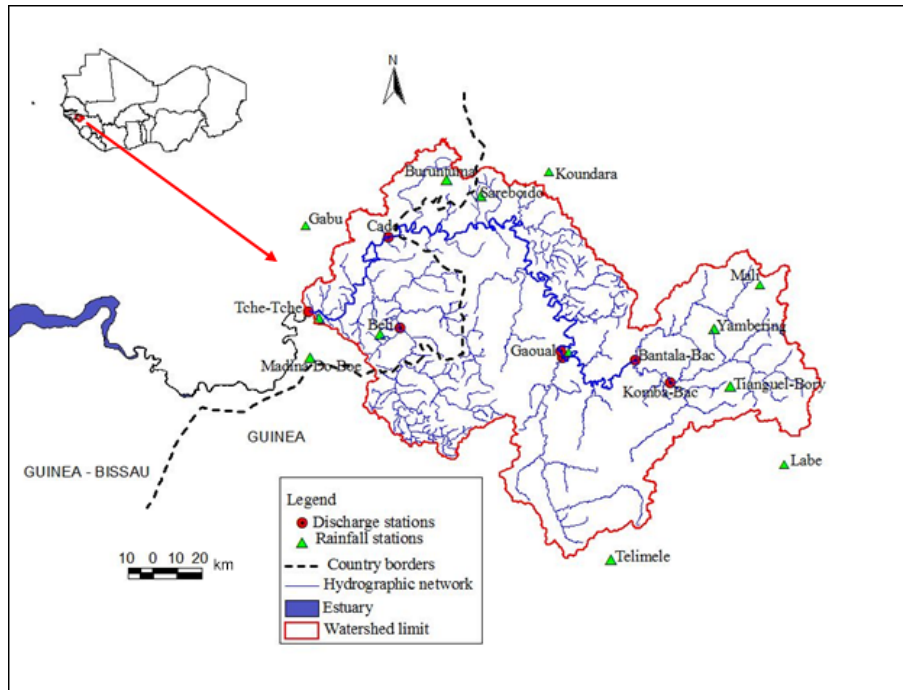 N
Buruntuma
Koundara
Sareboido
Gabu
Cade
Mali
Tche-Tche
Beli
Yambering
Gaoual
Bantala-Bac
Madina Do Boe
Komba-Bac
Tianguel-Bory
GUINEA
Labe
GUINEA - BISSAU
Legend
Discharge stations
Rainfall stations
Country borders
Hydrographic network
Estuary
Watershed limit
Telimele
10 0 10 20 km